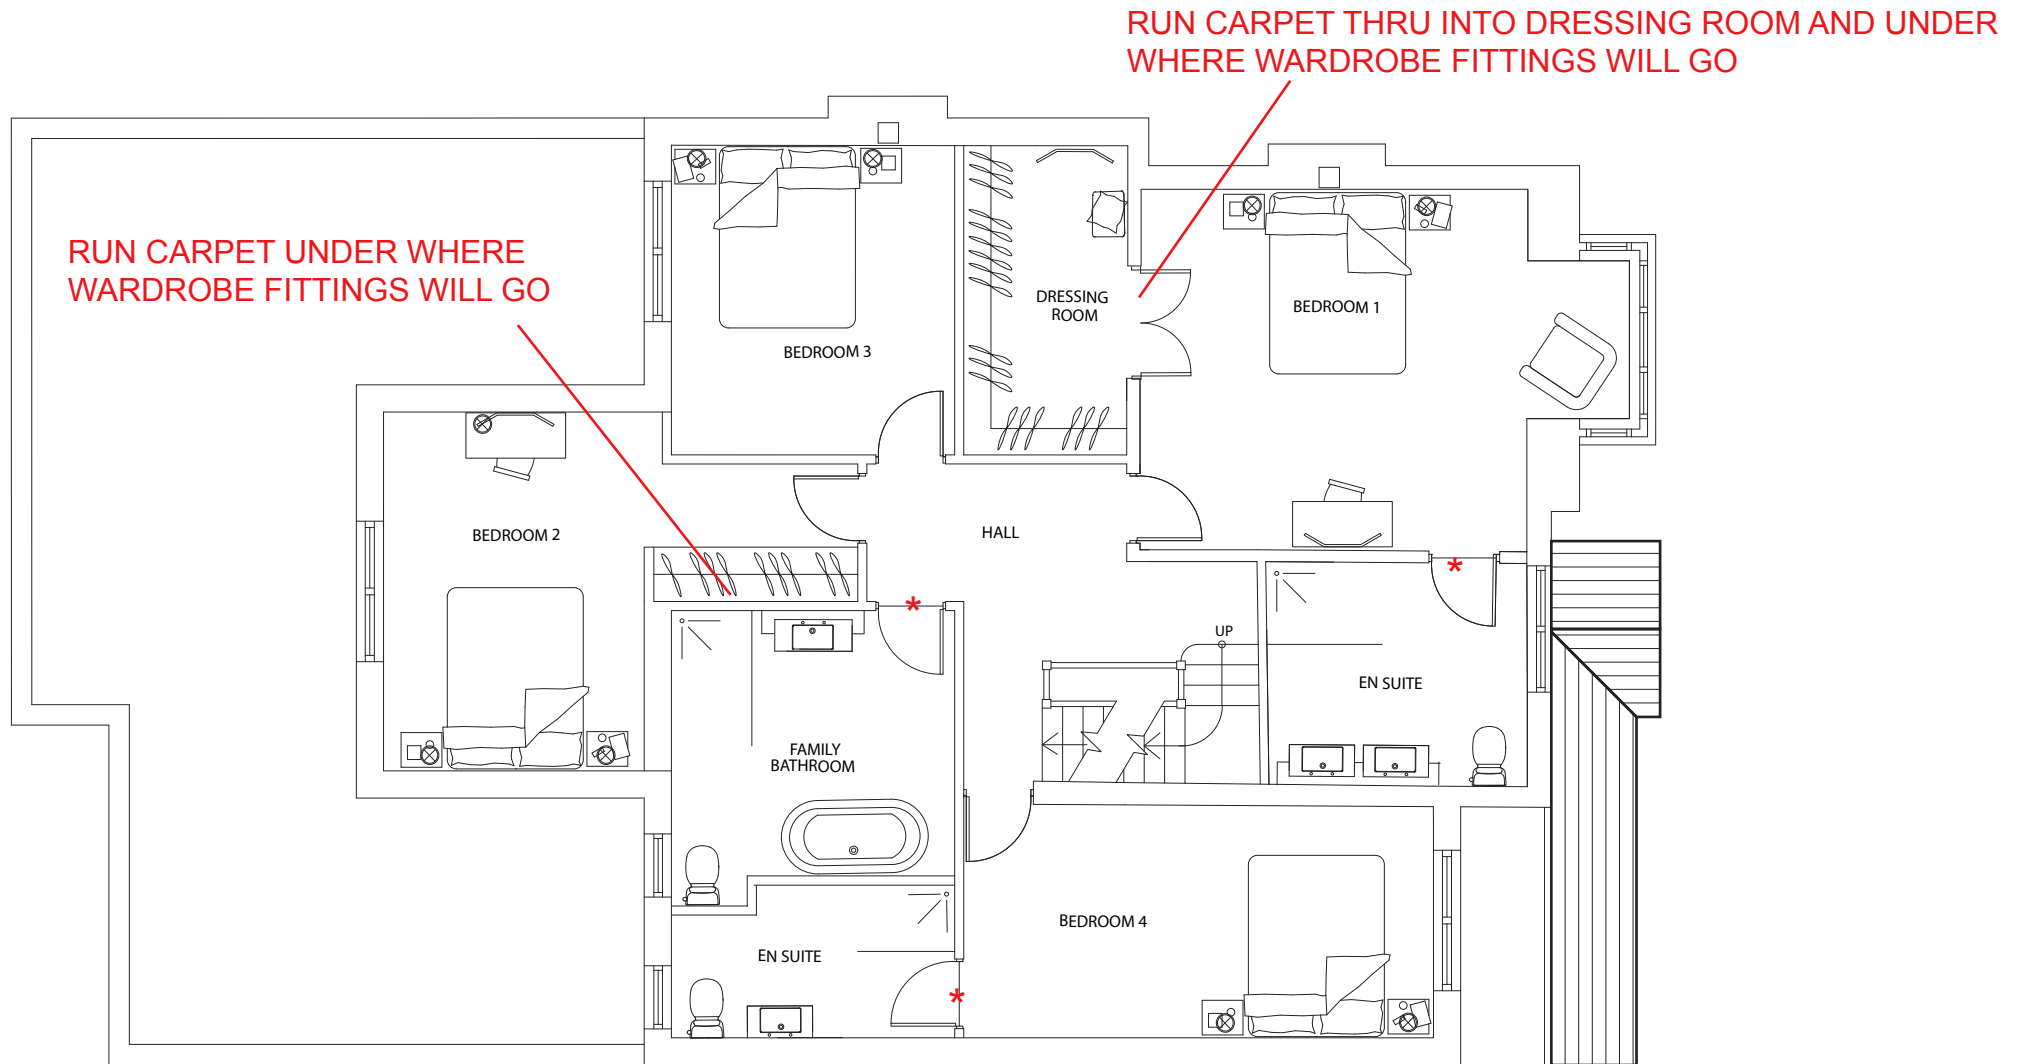 RUN CARPET THRU INTO DRESSING ROOM AND UNDER
WHERE WARDROBE FITTINGS WILL GO
RUN CARPET UNDER WHERE
WARDROBE FITTINGS WILL GO
DRESSING
ROOM
BEDROOM 1
BEDROOM 3
BEDROOM 2
HALL
*
*
UP
EN SUITE
FAMILY
BATHROOM
BEDROOM 4
EN SUITE
*